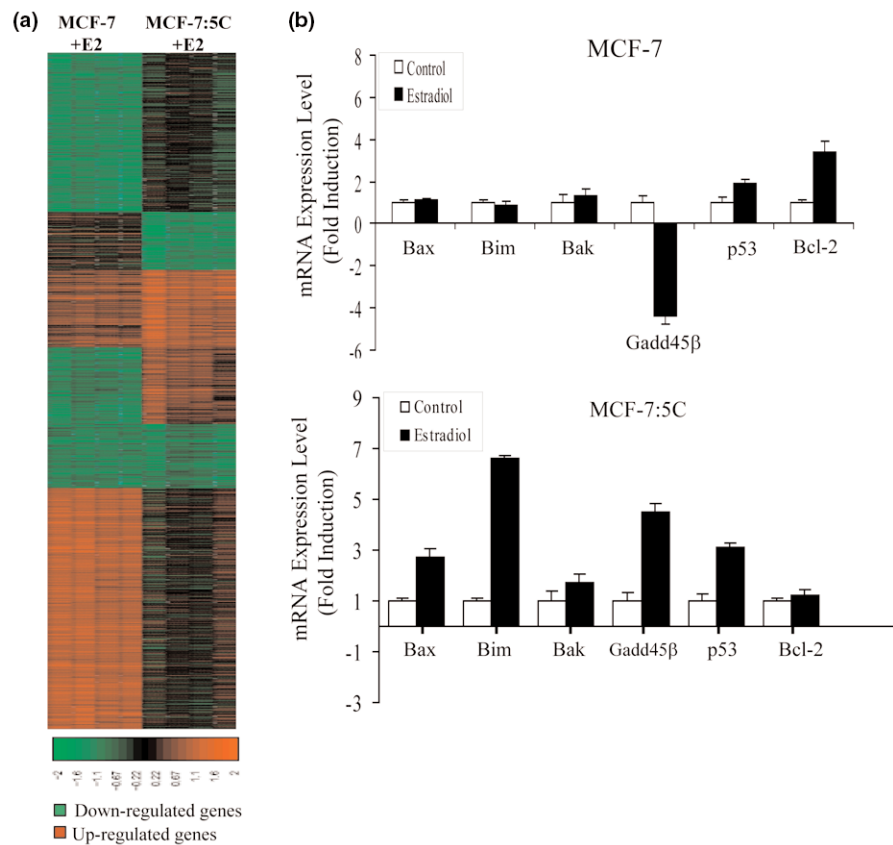 (a)
MCF-7 MCF-7:5C
+E2 +E2
-2 -1.6 -1.1 -0.67 -0.22 0.22 0.67 1.1 1.6 2
Down-regulated genes
Up-regulated genes
(b)
MCF-7
Control
Estradiol
mRNA Expression Level
(Fold Induction)
8
6
4
2
0
-2
-4
-6
Bax Bim Bak p53 Bcl-2
Gadd45β
MCF-7:5C
Control
Estradiol
mRNA Expression Level
(Fold Induction)
9
7
5
3
1
-1
-3
Bax Bim Bak Gadd45β p53 Bcl-2